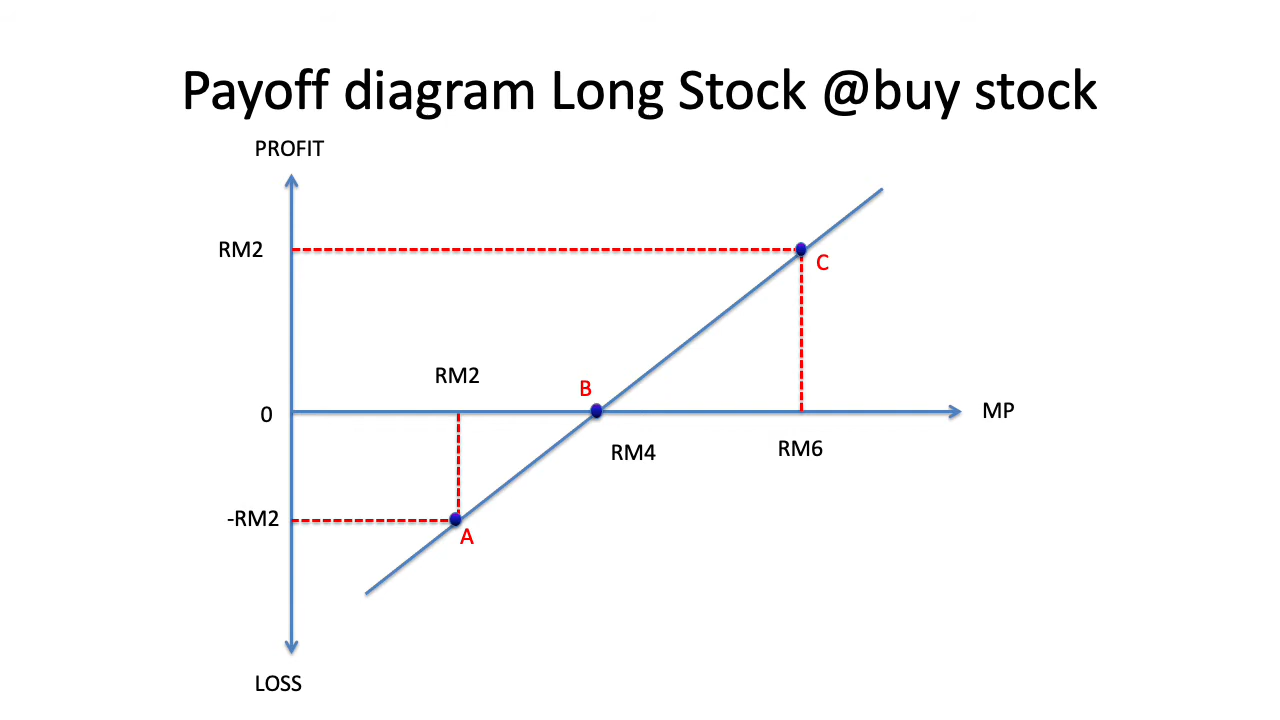 Payoff diagram Long Stock @buy stock
PROFIT
RM2
C
RM2
B
0
MP
RM4
RM6
-RM2
A
LOSS